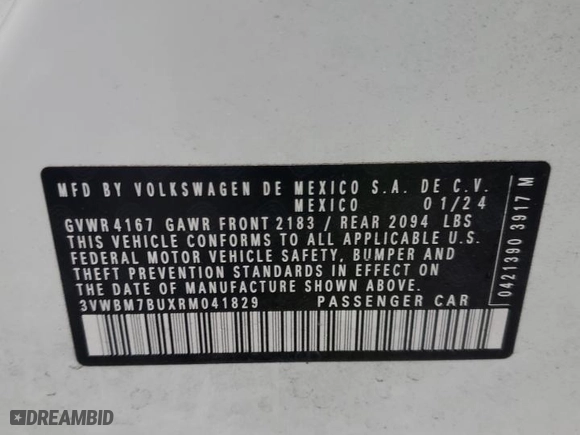 MFD BY VOLKSWAGEN DE MEXICO S.A. DE C.V.
MEXICO 01/24
GVWR 4167 GAWR FRONT 2183 / REAR 2094 LBS
THIS VEHICLE CONFORMS TO ALL APPLICABLE U.S.
FEDERAL MOTOR VEHICLE SAFETY, BUMPER AND
THEFT PREVENTION STANDARDS IN EFFECT ON
THE DATE OF MANUFACTURE SHOWN ABOVE.
3VWBM7BUXRM041829 PASSENGER CAR
0421390 3917 M
DREAMBID